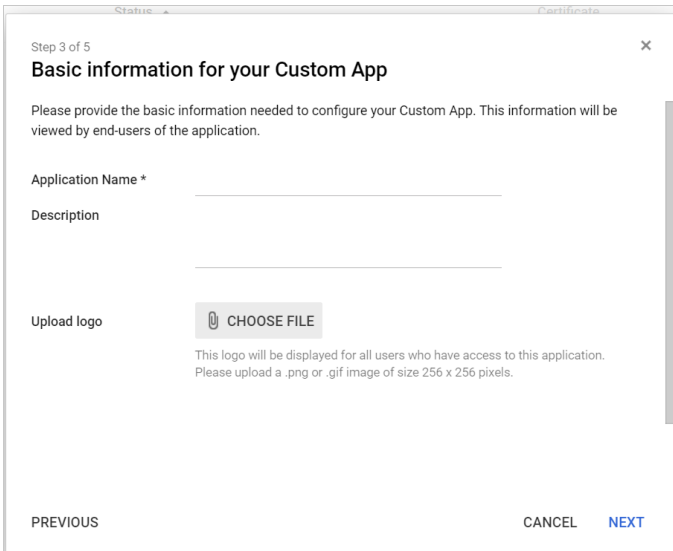 Status
Certificate
Step 3 of 5
Basic information for your Custom App
Please provide the basic information needed to configure your Custom App. This information will be
viewed by end-users of the application.
Application Name *
Description
Upload logo
CHOOSE FILE
This logo will be displayed for all users who have access to this application.
Please upload a .png or .gif image of size 256 x 256 pixels.
PREVIOUS
CANCEL
NEXT